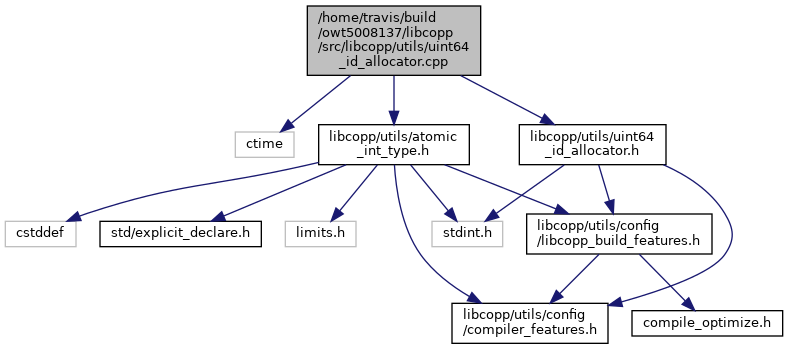 /home/travis/build
/owt5008137/libcopp
/src/libcopp/utils/uint64
_id_allocator.cpp
ctime
libcopp/utils/atomic
_int_type.h
libcopp/utils/uint64
_id_allocator.h
cstddef
std/explicit_declare.h
limits.h
stdint.h
libcopp/utils/config
/libcopp_build_features.h
libcopp/utils/config
/compiler_features.h
compile_optimize.h